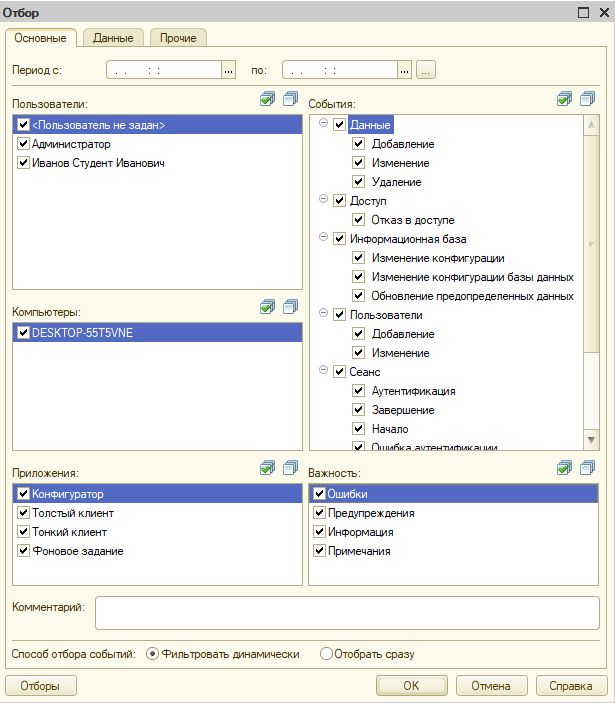 Отбор
Основные Данные Прочие
Период с: . . : : ... по: . . : : ... ...
Пользователи:
<Пользователь не задан>
Администратор
Иванов Студент Иванович
События:
Данные
Добавление
Изменение
Удаление
Доступ
Отказ в доступе
Информационная база
Изменение конфигурации
Изменение конфигурации базы данных
Обновление предопределенных данных
Пользователи
Добавление
Изменение
Сеанс
Аутентификация
Завершение
Начало
Ошибка аутентификации
Компьютеры:
DESKTOP-55T5VNE
Приложения:
Конфигуратор
Толстый клиент
Тонкий клиент
Фоновое задание
Важность:
Ошибки
Предупреждения
Информация
Примечания
Комментарий:
Способ отбора событий: Фильтровать динамически Отобрать сразу
Отборы OK Отмена Справка